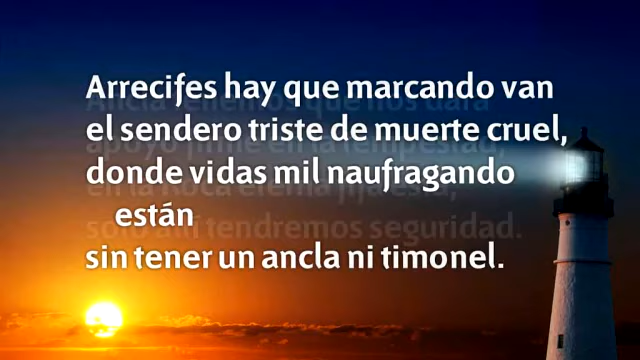 Arrecifes hay que marcando van
el sendero triste de muerte cruel,
donde vidas mil naufragando
están
sin tener un ancla ni timonel.